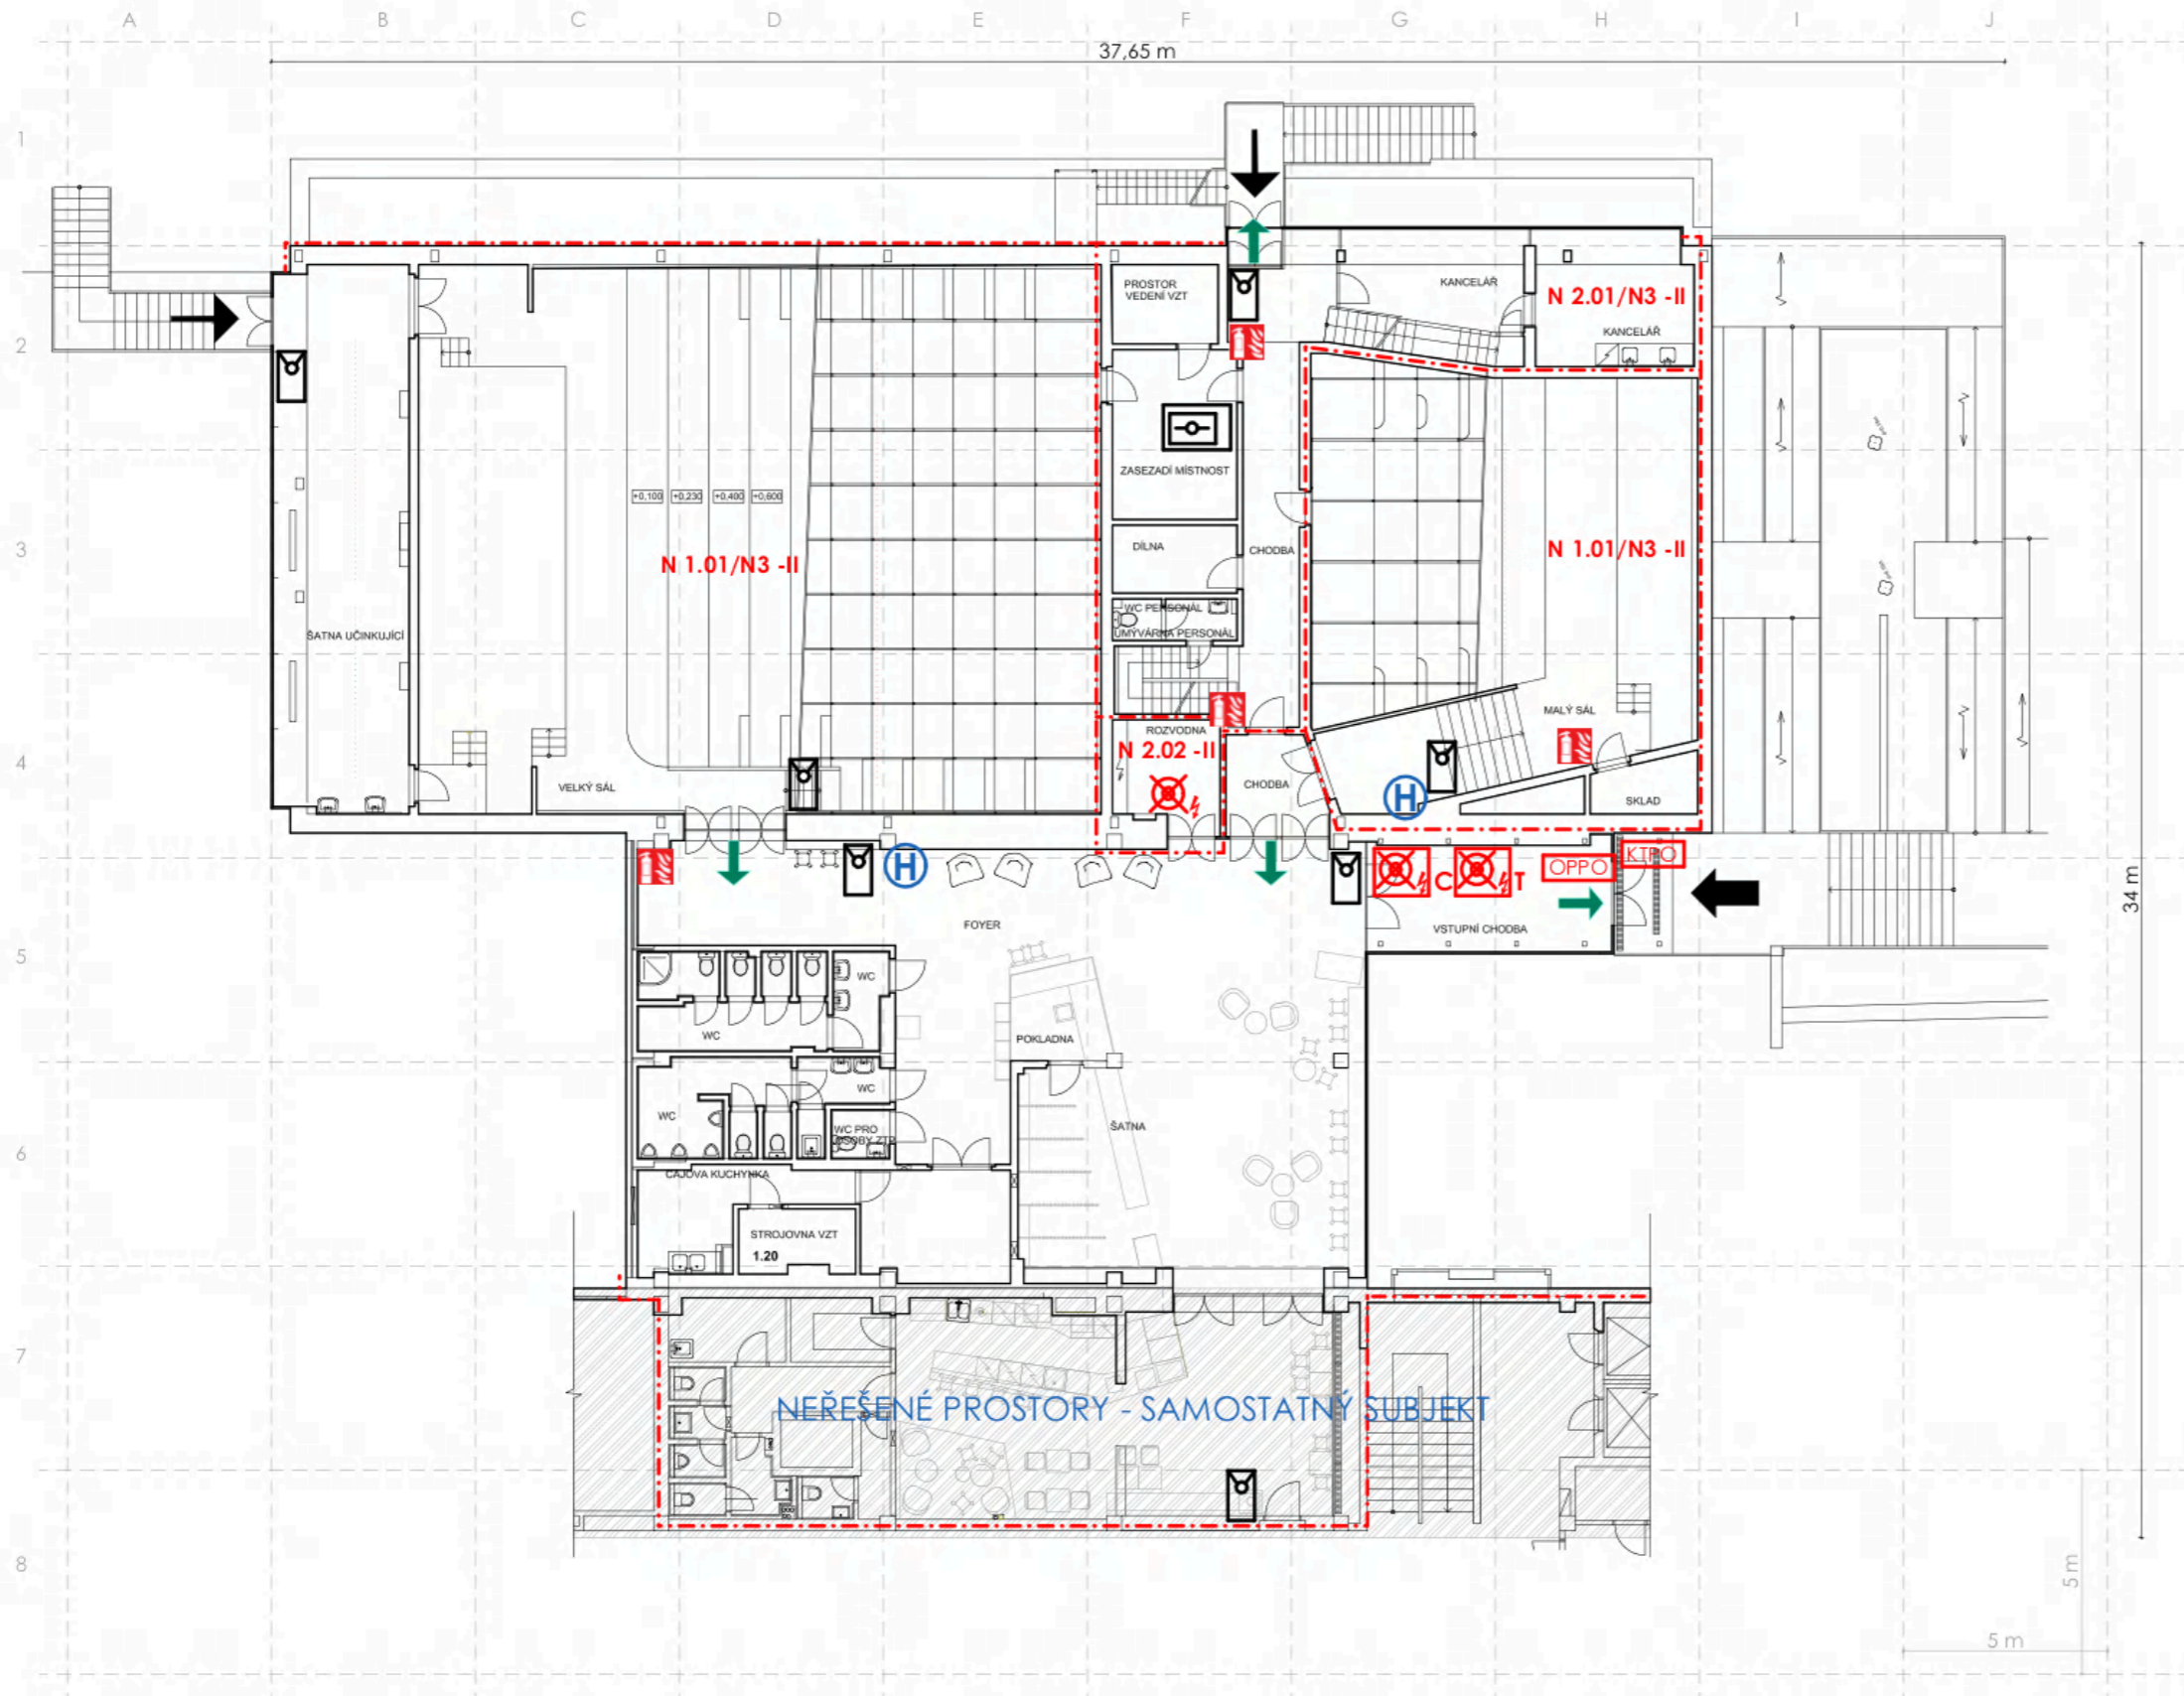 A B C D E F G H I J
37,65 m
1
PROSTOR
VEDENÍ VZT
KANCELÁŘ
N 2.01/N3 -II
KANCELÁŘ
2
ZASEZADÍ MÍSTNOST
+0,100 +0,230 +0,400 +0,600
3
DÍLNA
CHODBA
N 1.01/N3 -II
N 1.01/N3 -II
WC PERSONÁL
UMÝVÁRNA PERSONÁL
ŠATNA UČINKUJÍCÍ
MALÝ SÁL
ROZVODNA
N 2.02 -II
4
VELKÝ SÁL
CHODBA
H
SKLAD
H
C
T
OPPO
KTPO
34 m
FOYER
VSTUPNÍ CHODBA
5
WC
WC
POKLADNA
WC
WC
ŠATNA
WC PRO
OSOBY ZTP
6
ČAJOVÁ KUCHYNKA
STROJOVNA VZT
1.20
7
NEŘEŠENÉ PROSTORY - SAMOSTATNÝ SUBJEKT
8
5 m
5 m